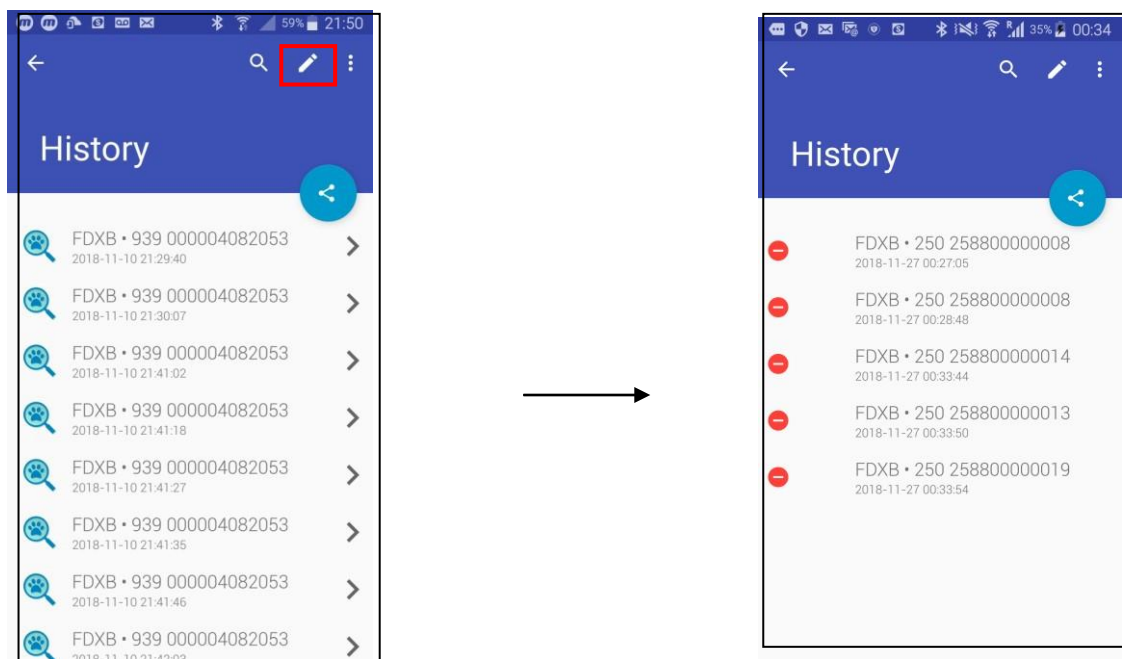 59% 21:50
History
FDXB • 939 000004082053
2018-11-10 21:29:40
FDXB • 939 000004082053
2018-11-10 21:30:07
FDXB • 939 000004082053
2018-11-10 21:41:02
FDXB • 939 000004082053
2018-11-10 21:41:18
FDXB • 939 000004082053
2018-11-10 21:41:27
FDXB • 939 000004082053
2018-11-10 21:41:35
FDXB • 939 000004082053
2018-11-10 21:41:46
FDXB • 939 000004082053
2018-11-10 21:42:03
R 35% 00:34
History
FDXB • 250 258800000008
2018-11-27 00:27:05
FDXB • 250 258800000008
2018-11-27 00:28:48
FDXB • 250 258800000014
2018-11-27 00:33:44
FDXB • 250 258800000013
2018-11-27 00:33:50
FDXB • 250 258800000019
2018-11-27 00:33:54